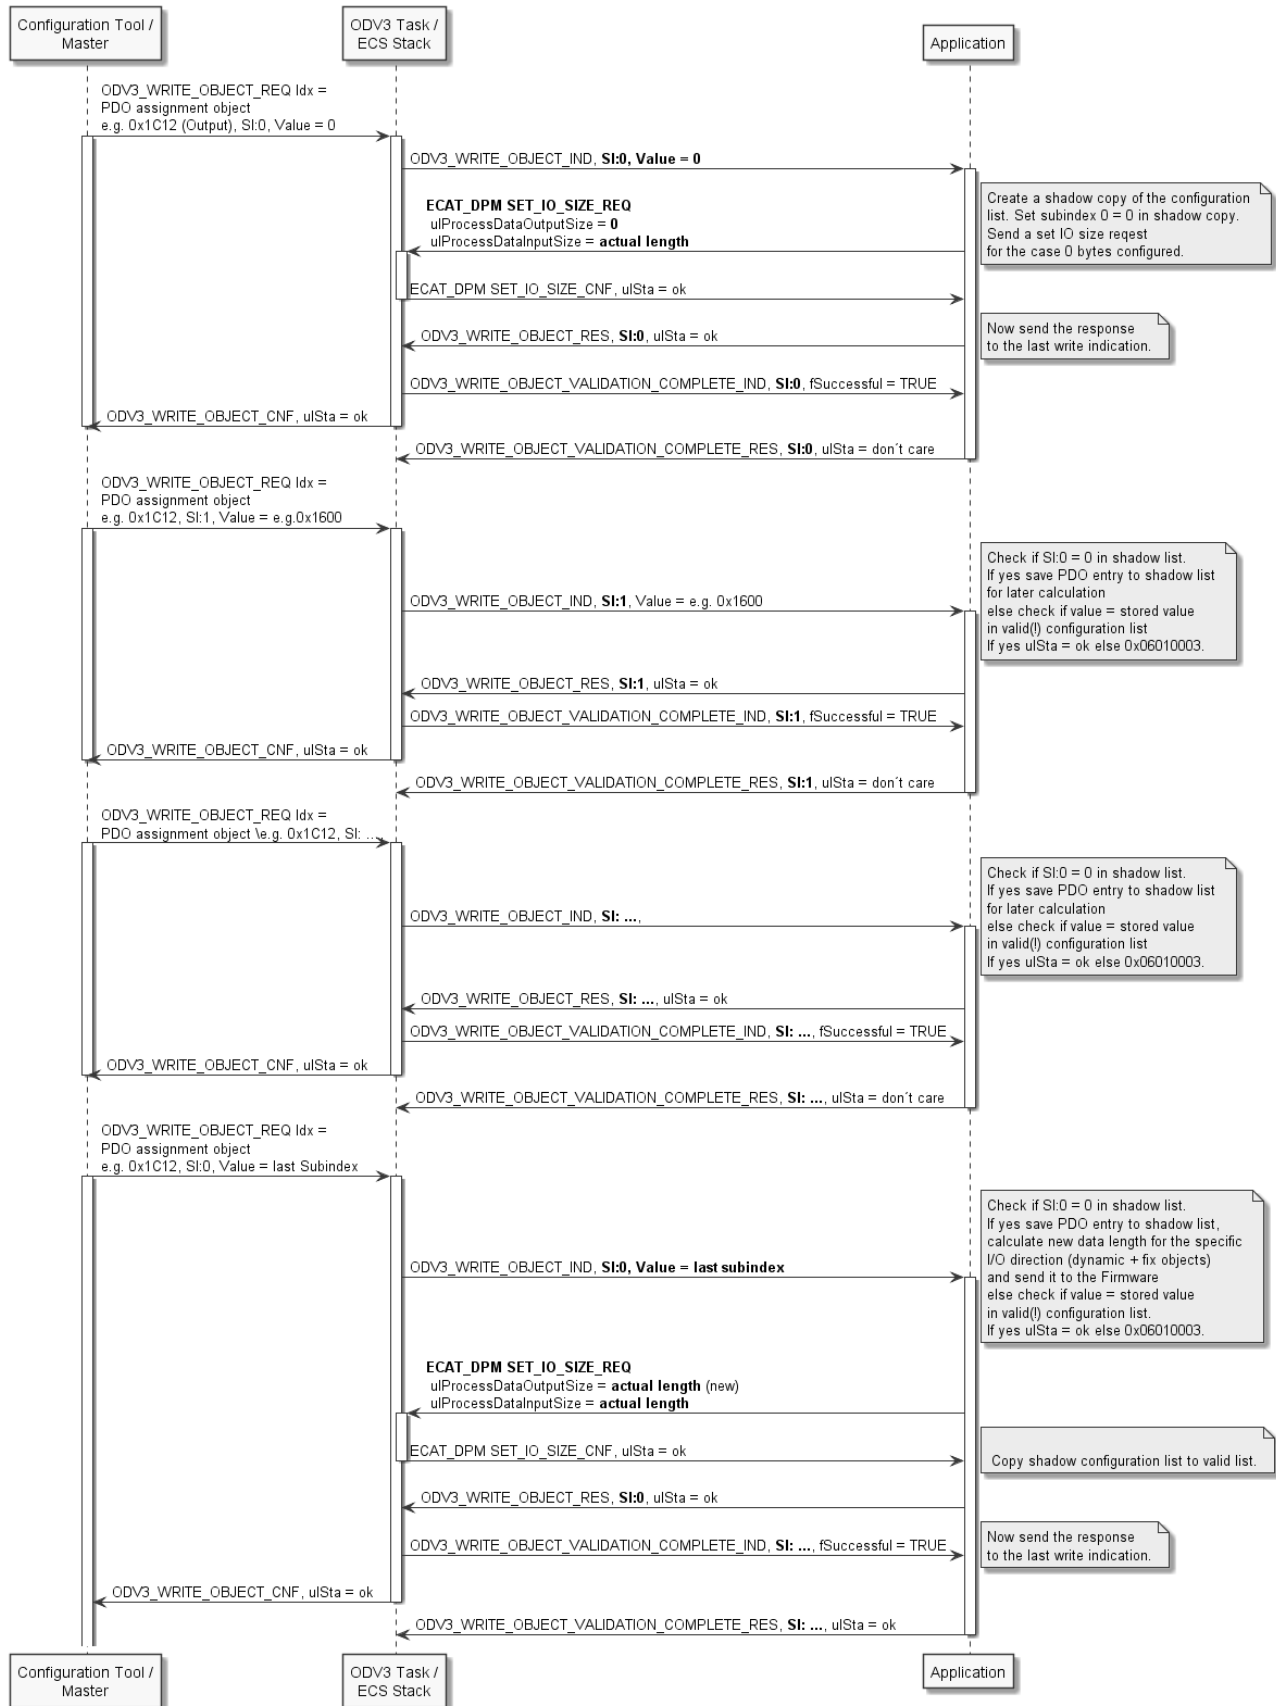 Configuration Tool /
Master
ODV3 Task /
ECS Stack
Application
ODV3_WRITE_OBJECT_REQ Idx =
PDO assignment object
e.g. 0x1C12 (Output), SI:0, Value = 0
ODV3_WRITE_OBJECT_IND, SI:0, Value = 0
Create a shadow copy of the configuration
list. Set subindex 0 = 0 in shadow copy.
Send a set IO size reqest
for the case 0 bytes configured.
ECAT_DPM SET_IO_SIZE_REQ
ulProcessDataOutputSize = 0
ulProcessDataInputSize = actual length
ECAT_DPM SET_IO_SIZE_CNF, ulSta = ok
Now send the response
to the last write indication.
ODV3_WRITE_OBJECT_RES, SI:0, ulSta = ok
ODV3_WRITE_OBJECT_VALIDATION_COMPLETE_IND, SI:0, fSuccessful = TRUE
ODV3_WRITE_OBJECT_CNF, ulSta = ok
ODV3_WRITE_OBJECT_VALIDATION_COMPLETE_RES, SI:0, ulSta = don´t care
ODV3_WRITE_OBJECT_REQ Idx =
PDO assignment object
e.g. 0x1C12, SI:1, Value = e.g.0x1600
Check if SI:0 = 0 in shadow list.
If yes save PDO entry to shadow list
for later calculation
else check if value = stored value
in valid(!) configuration list
If yes ulSta = ok else 0x06010003.
ODV3_WRITE_OBJECT_IND, SI:1, Value = e.g. 0x1600
ODV3_WRITE_OBJECT_RES, SI:1, ulSta = ok
ODV3_WRITE_OBJECT_VALIDATION_COMPLETE_IND, SI:1, fSuccessful = TRUE
ODV3_WRITE_OBJECT_CNF, ulSta = ok
ODV3_WRITE_OBJECT_VALIDATION_COMPLETE_RES, SI:1, ulSta = don´t care
ODV3_WRITE_OBJECT_REQ Idx =
PDO assignment object \e.g. 0x1C12, SI: ...,
Check if SI:0 = 0 in shadow list.
If yes save PDO entry to shadow list
for later calculation
else check if value = stored value
in valid(!) configuration list
If yes ulSta = ok else 0x06010003.
ODV3_WRITE_OBJECT_IND, SI: ...,
ODV3_WRITE_OBJECT_RES, SI: ..., ulSta = ok
ODV3_WRITE_OBJECT_VALIDATION_COMPLETE_IND, SI: ..., fSuccessful = TRUE
ODV3_WRITE_OBJECT_CNF, ulSta = ok
ODV3_WRITE_OBJECT_VALIDATION_COMPLETE_RES, SI: ..., ulSta = don´t care
ODV3_WRITE_OBJECT_REQ Idx =
PDO assignment object
e.g. 0x1C12, SI:0, Value = last Subindex
Check if SI:0 = 0 in shadow list.
If yes save PDO entry to shadow list,
calculate new data length for the specific
I/O direction (dynamic + fix objects)
and send it to the Firmware
else check if value = stored value
in valid(!) configuration list.
If yes ulSta = ok else 0x06010003.
ODV3_WRITE_OBJECT_IND, SI:0, Value = last subindex
ECAT_DPM SET_IO_SIZE_REQ
ulProcessDataOutputSize = actual length (new)
ulProcessDataInputSize = actual length
ECAT_DPM SET_IO_SIZE_CNF, ulSta = ok
Copy shadow configuration list to valid list.
ODV3_WRITE_OBJECT_RES, SI:0, ulSta = ok
Now send the response
to the last write indication.
ODV3_WRITE_OBJECT_VALIDATION_COMPLETE_IND, SI: ..., fSuccessful = TRUE
ODV3_WRITE_OBJECT_CNF, ulSta = ok
ODV3_WRITE_OBJECT_VALIDATION_COMPLETE_RES, SI: ..., ulSta = ok
Configuration Tool /
Master
ODV3 Task /
ECS Stack
Application